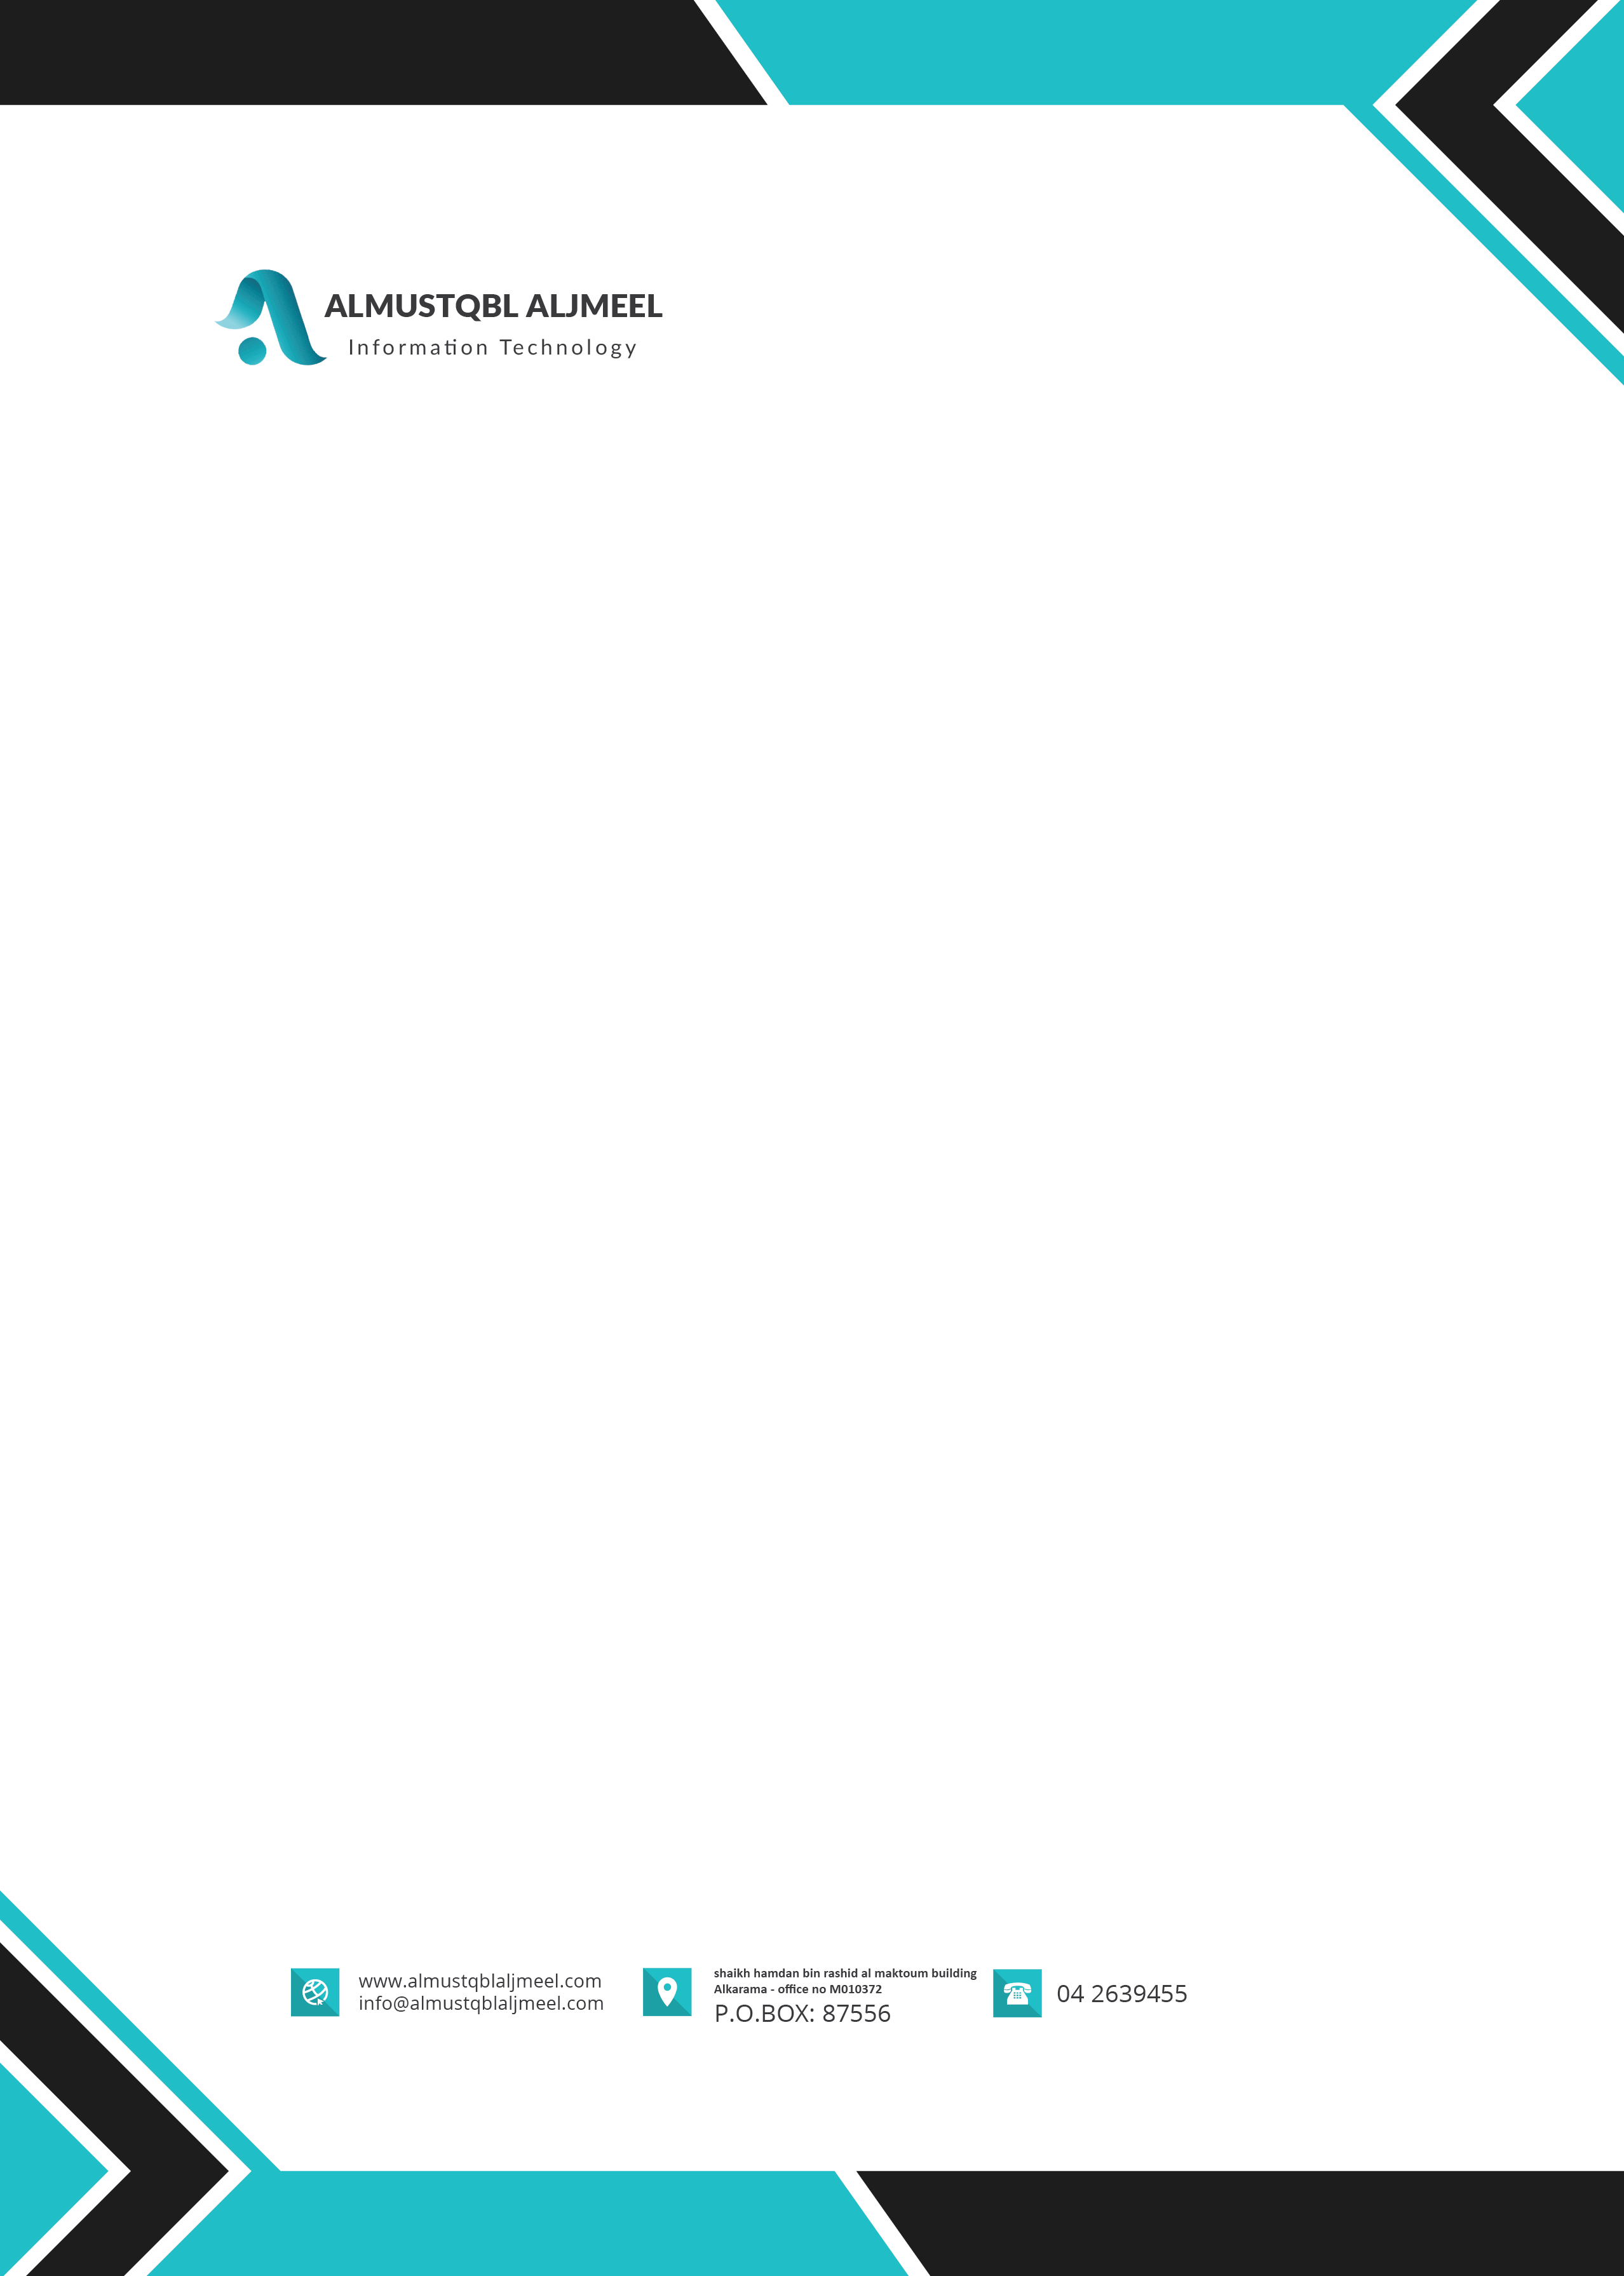 ALMUSTQBL ALJMEEL
Information Technology
www.almustqblaljmeel.com
info@almustqblaljmeel.com
shaikh hamdan bin rashid al maktoum building
Alkarama - office no M010372
P.O.BOX: 87556
04 2639455